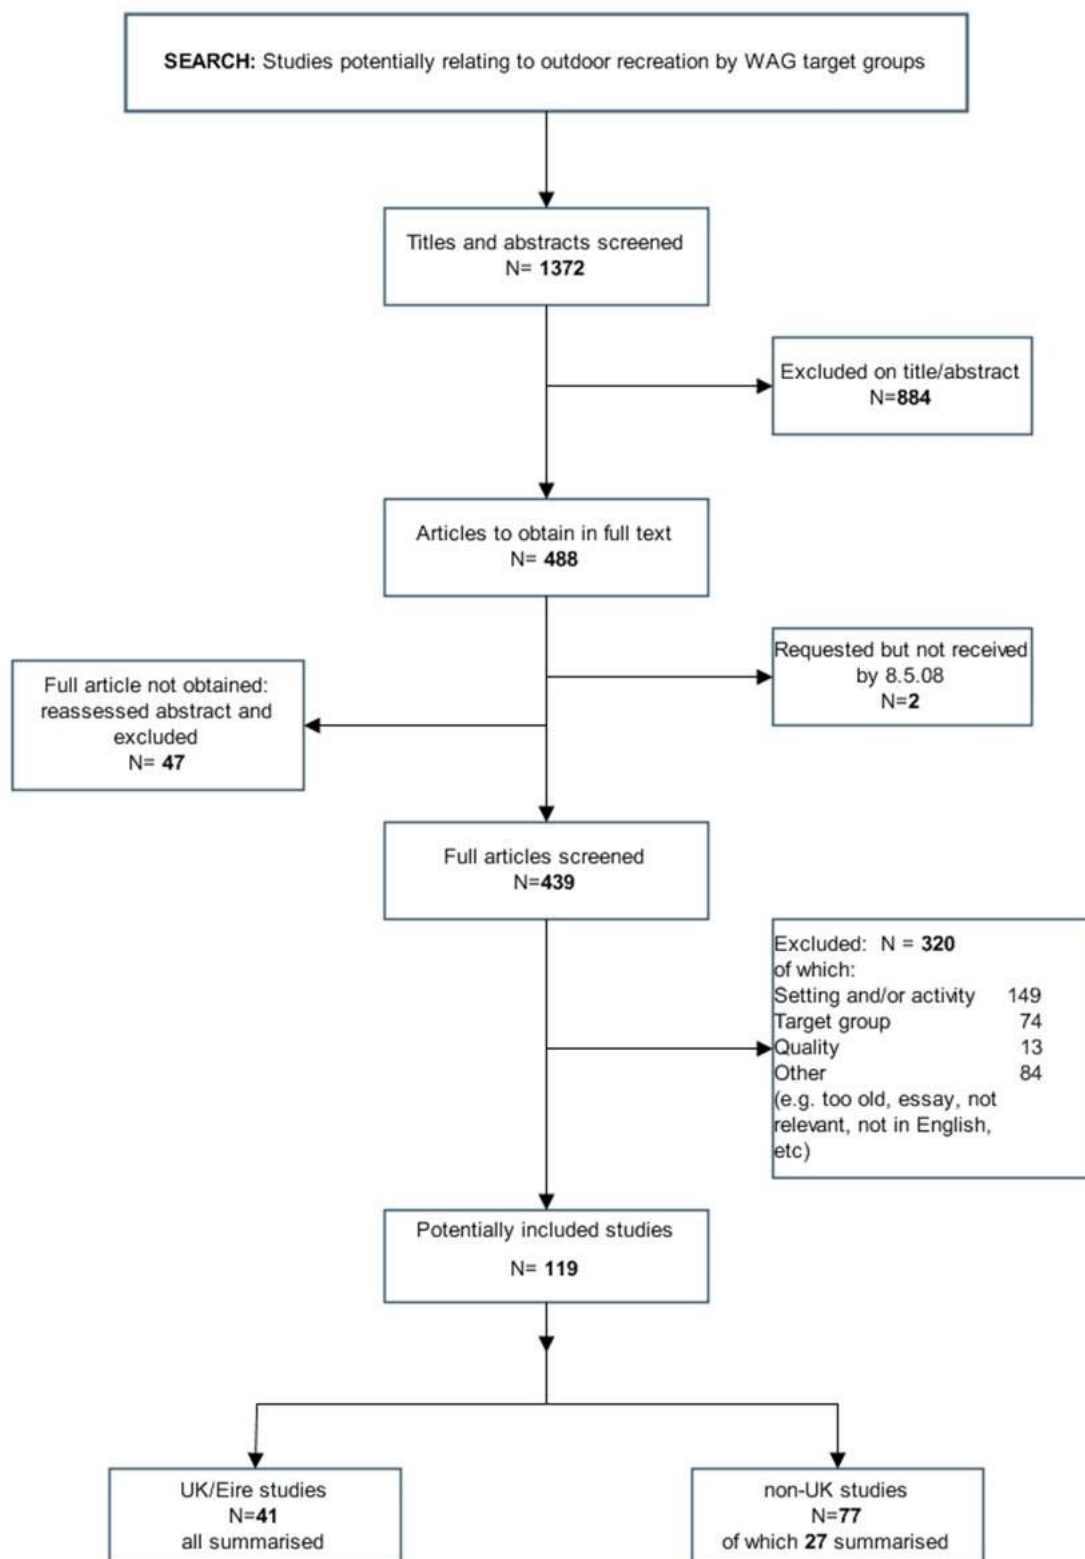 SEARCH: Studies potentially relating to outdoor recreation by WAG target groups
Titles and abstracts screened
N= 1372
Excluded on title/abstract
N=884
Articles to obtain in full text
N= 488
Requested but not received
by 8.5.08
N=2
Full article not obtained:
reassessed abstract and
excluded
N= 47
Full articles screened
N=439
Excluded: N = 320
of which:
Setting and/or activity 149
Target group 74
Quality 13
Other 84
(e.g. too old, essay, not
relevant, not in English,
etc)
Potentially included studies
N= 119
UK/Eire studies
N=41
all summarised
non-UK studies
N=77
of which 27 summarised